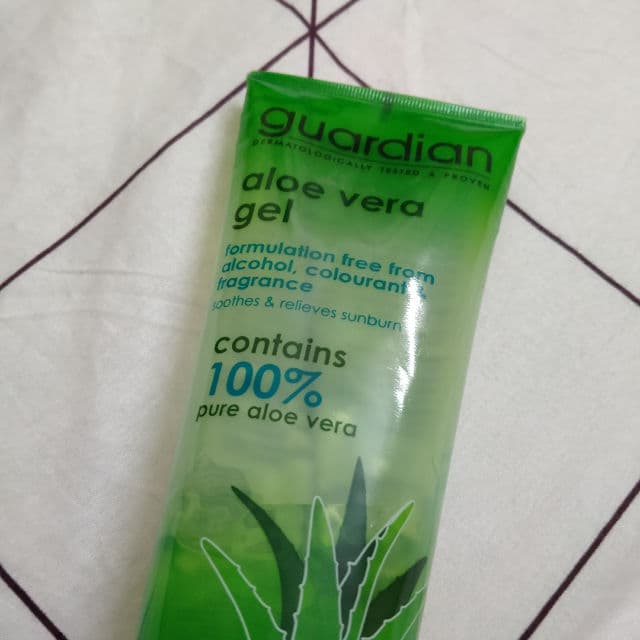 guardian
DERMATOLOGICALLY TESTED & PROVEN
aloe vera
gel
formulation free from
alcohol, colourant &
fragrance
soothes & relieves sunburn
contains
100%
pure aloe vera